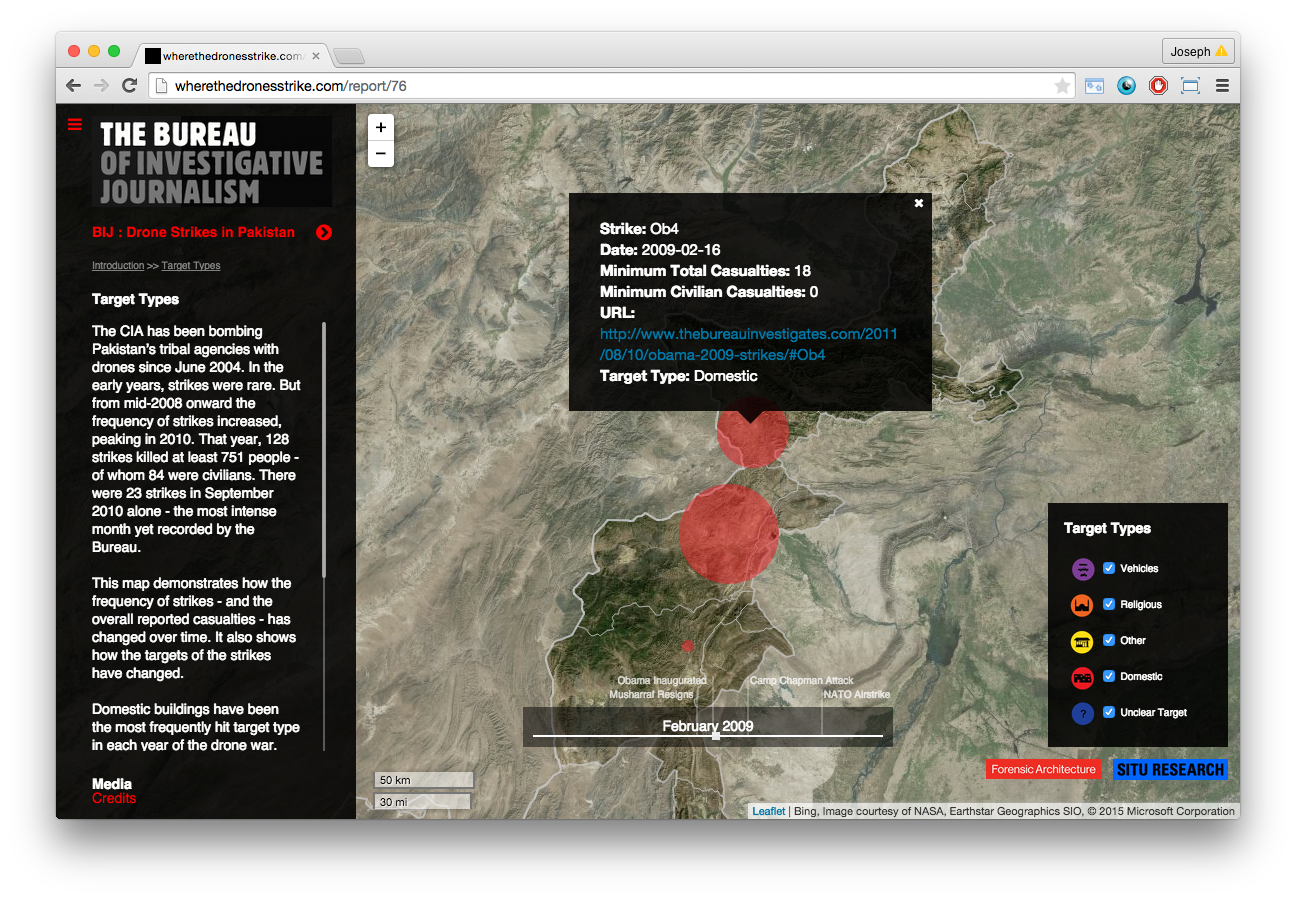 wherethedronesstrike.com/
Joseph
wherethedronesstrike.com/report/76
THE BUREAU
OF INVESTIGATIVE
JOURNALISM
BIJ : Drone Strikes in Pakistan
Introduction >> Target Types
Target Types
The CIA has been bombing
Pakistan's tribal agencies with
drones since June 2004. In the
early years, strikes were rare. But
from mid-2008 onward the
frequency of strikes increased,
peaking in 2010. That year, 128
strikes killed at least 751 people -
of whom 84 were civilians. There
were 23 strikes in September
2010 alone - the most intense
month yet recorded by the
Bureau.
This map demonstrates how the
frequency of strikes - and the
overall reported casualties - has
changed over time. It also shows
how the targets of the strikes
have changed.
Domestic buildings have been
the most frequently hit target type
in each year of the drone war.
Media
Credits
+
−
Strike: Ob4
Date: 2009-02-16
Minimum Total Casualties: 18
Minimum Civilian Casualties: 0
URL:
http://www.thebureauinvestigates.com/2011
/08/10/obama-2009-strikes/#Ob4
Target Type: Domestic
Target Types
Vehicles
Religious
Other
Domestic
? Unclear Target
Obama Inaugurated
Camp Chapman Attack
Musharraf Resigns
NATO Airstrike
February 2009
50 km
30 mi
Forensic Architecture
SITU RESEARCH
Leaflet | Bing, Image courtesy of NASA, Earthstar Geographics SIO, © 2015 Microsoft Corporation